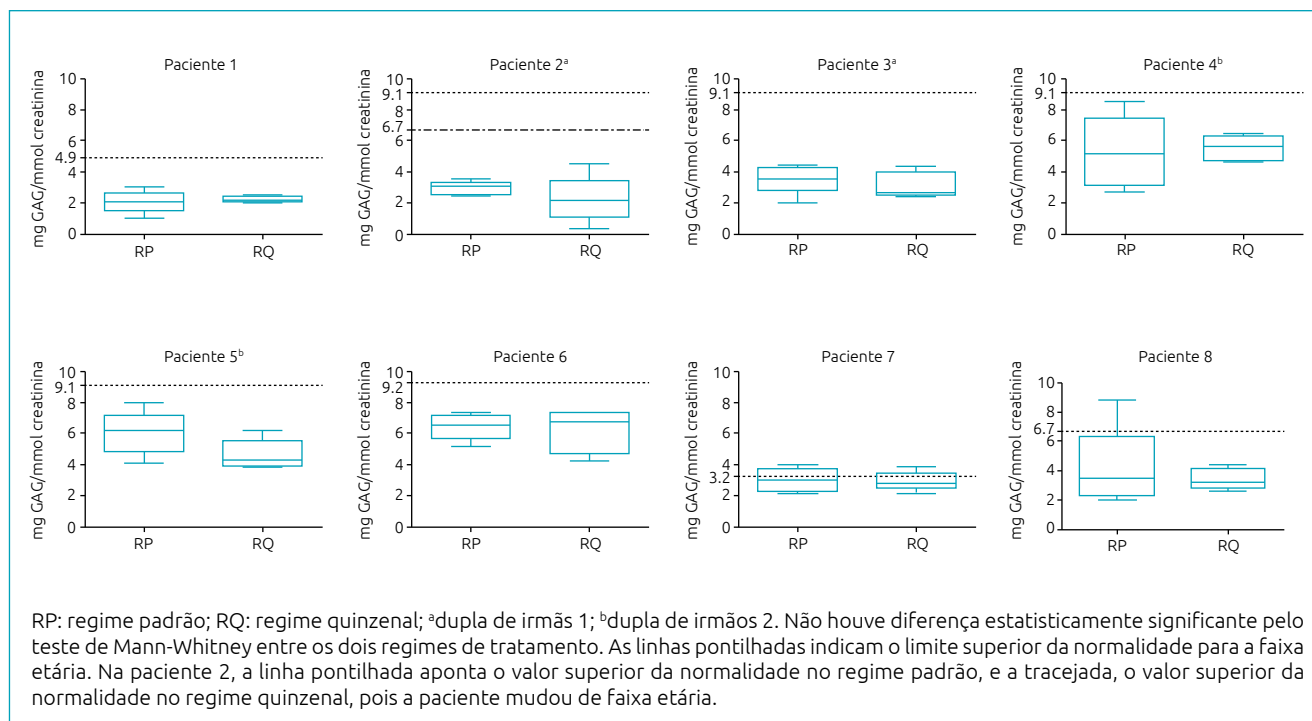 Paciente 1
mg GAG/mmol creatinina
10
8
6
4.9
4
2
0
RP RQ
Paciente 2ª
mg GAG/mmol creatinina
10
9.1
8
6.7
6
4
2
0
RP RQ
Paciente 3ª
mg GAG/mmol creatinina
10
9.1
8
6
4
2
0
RP RQ
Paciente 4ᵇ
mg GAG/mmol creatinina
10
9.1
8
6
4
2
0
RP RQ
Paciente 5ᵇ
mg GAG/mmol creatinina
10
9.1
8
6
4
2
0
RP RQ
Paciente 6
mg GAG/mmol creatinina
10
9.2
8
6
4
2
0
RP RQ
Paciente 7
mg GAG/mmol creatinina
10
8
6
4
3.2
2
0
RP RQ
Paciente 8
mg GAG/mmol creatinina
10
8
6.7
6
4
2
0
RP RQ
RP: regime padrão; RQ: regime quinzenal; ªdupla de irmãs 1; ᵇdupla de irmãos 2. Não houve diferença estatisticamente significante pelo
teste de Mann-Whitney entre os dois regimes de tratamento. As linhas pontilhadas indicam o limite superior da normalidade para a faixa
etária. Na paciente 2, a linha pontilhada aponta o valor superior da normalidade no regime padrão, e a tracejada, o valor superior da
normalidade no regime quinzenal, pois a paciente mudou de faixa etária.